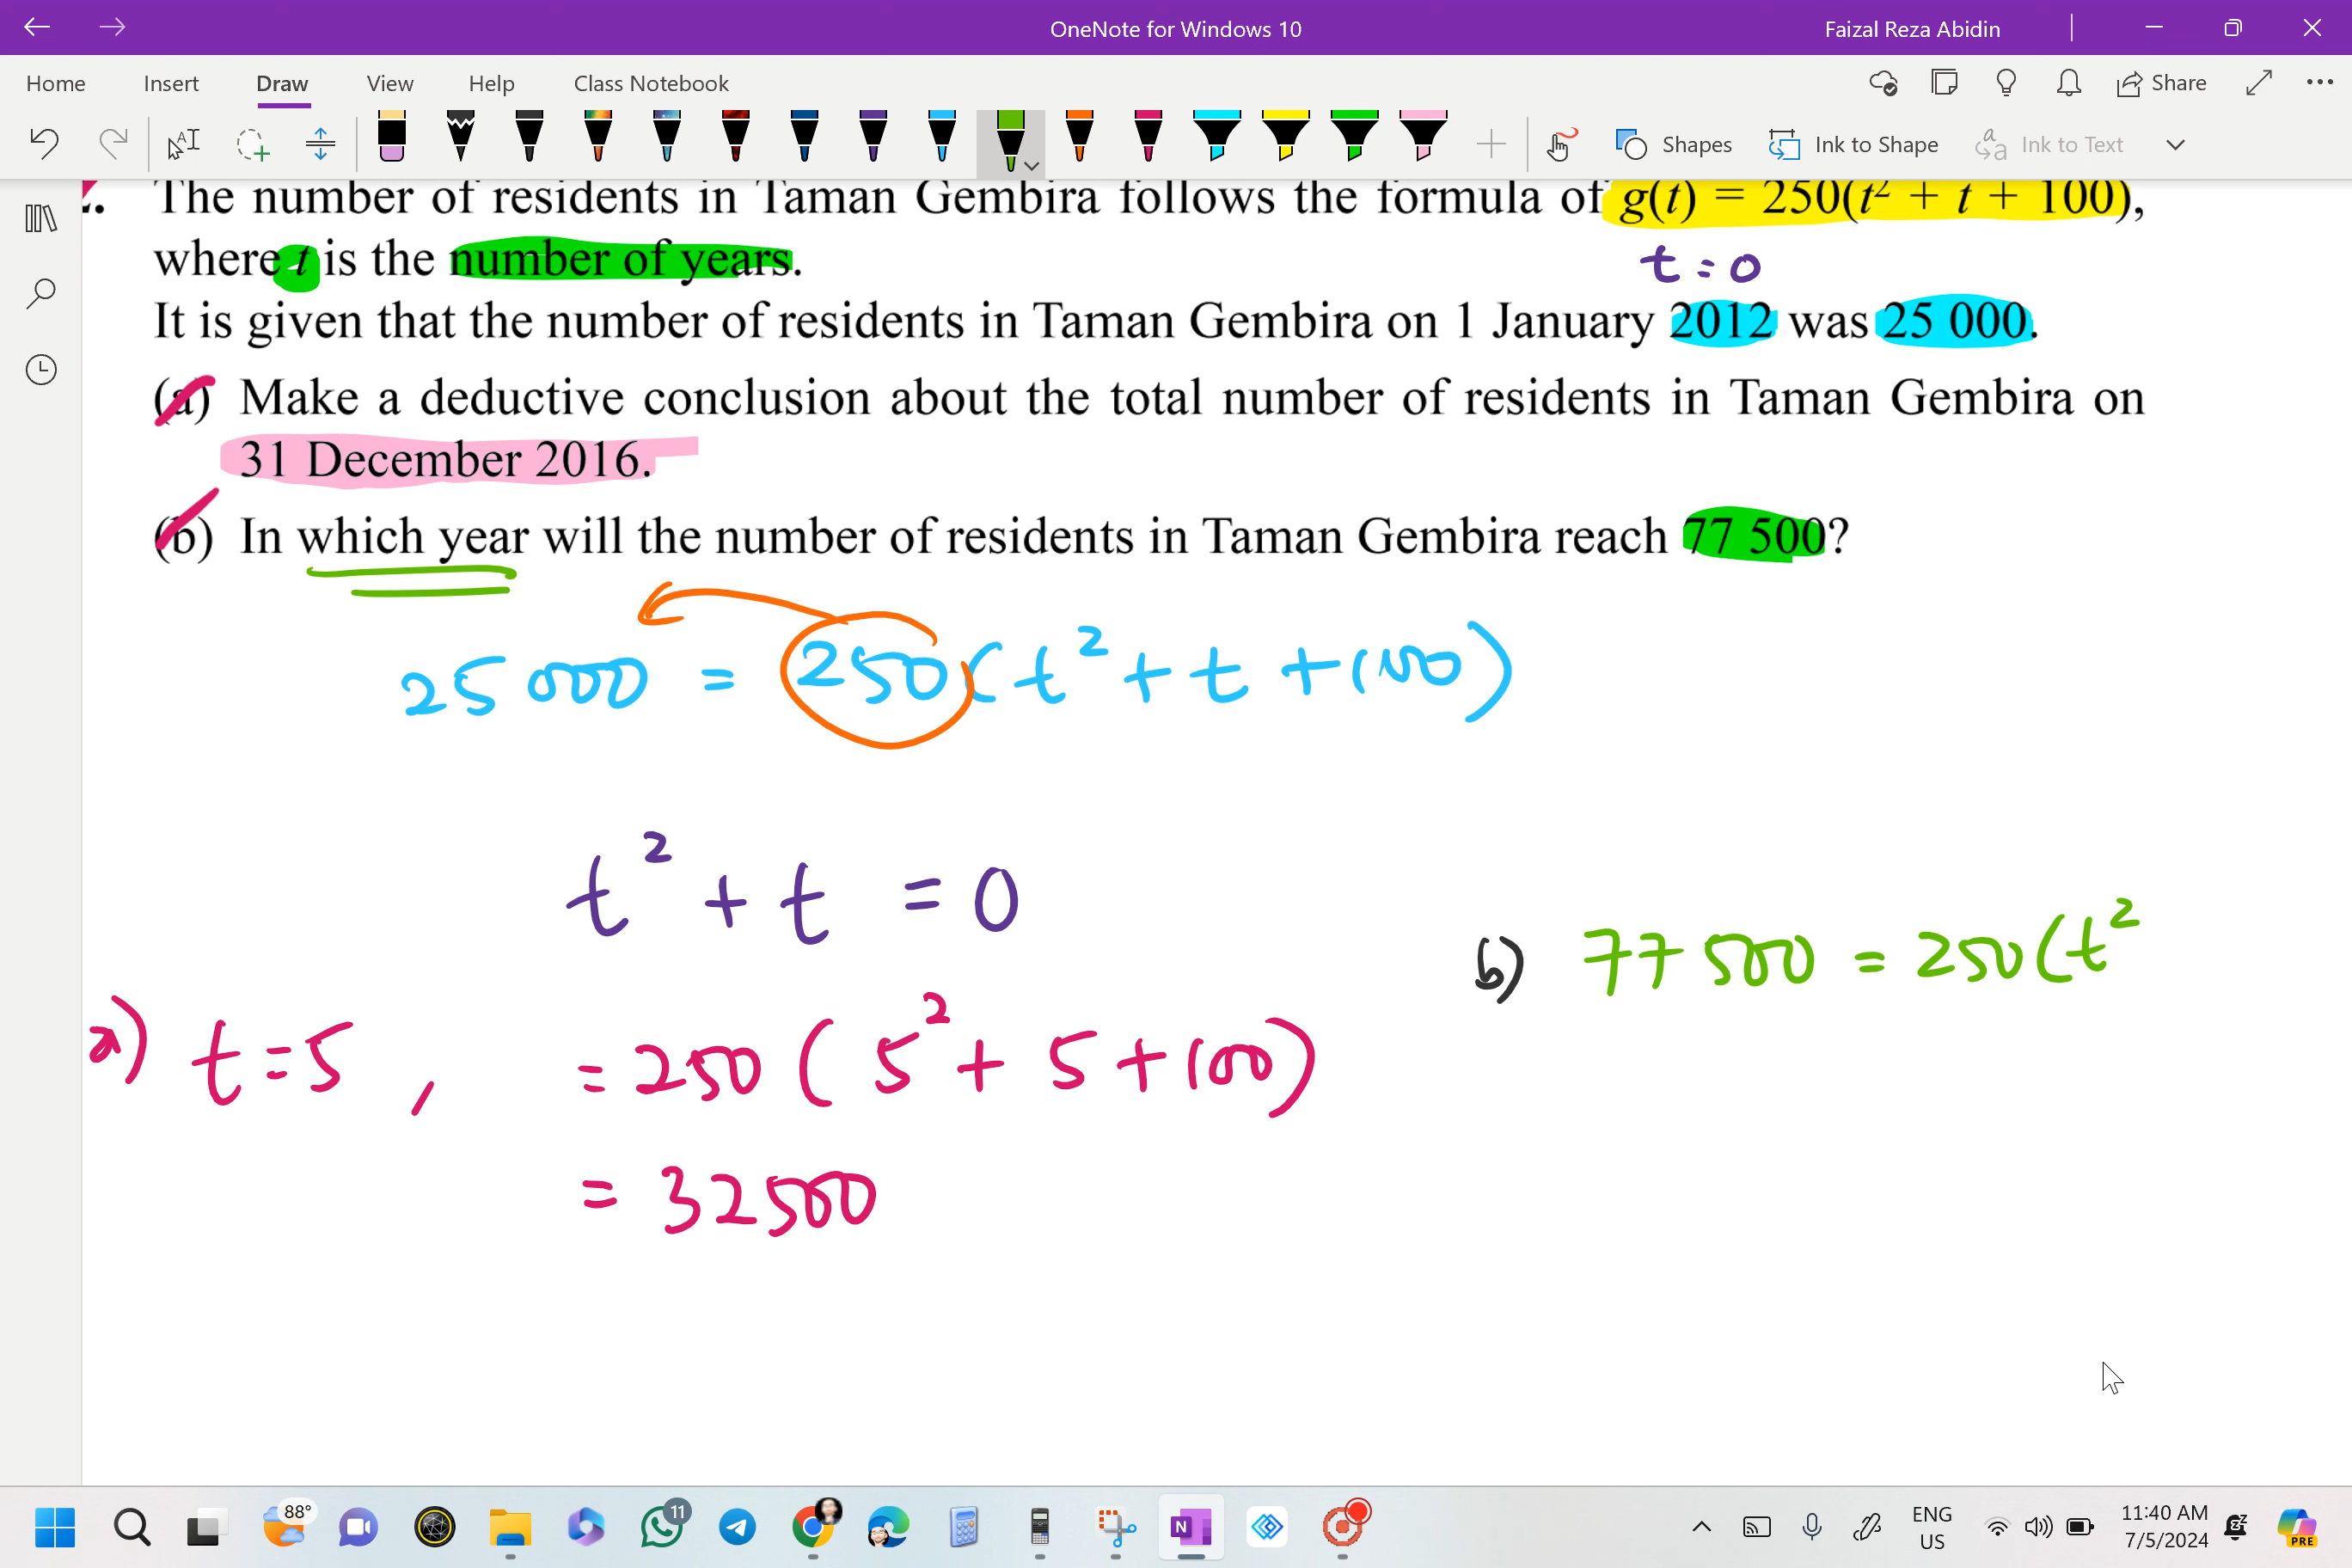 OneNote for Windows 10
Faizal Reza Abidin
Home Insert Draw View Help Class Notebook Share
Shapes Ink to Shape Ink to Text
2. The number of residents in Taman Gembira follows the formula of g(t) = 250(t² + t + 100),
where t is the number of years.
t = 0
It is given that the number of residents in Taman Gembira on 1 January 2012 was 25 000.
(a) Make a deductive conclusion about the total number of residents in Taman Gembira on
31 December 2016.
(b) In which year will the number of residents in Taman Gembira reach 77 500?
25 000 = 250(t² + t + 100)
t² + t = 0
b) 77 500 = 250(t²
a) t = 5, = 250 (5² + 5 + 100)
= 32500
88°
11
N
ENG
US
11:40 AM
7/5/2024
PRE